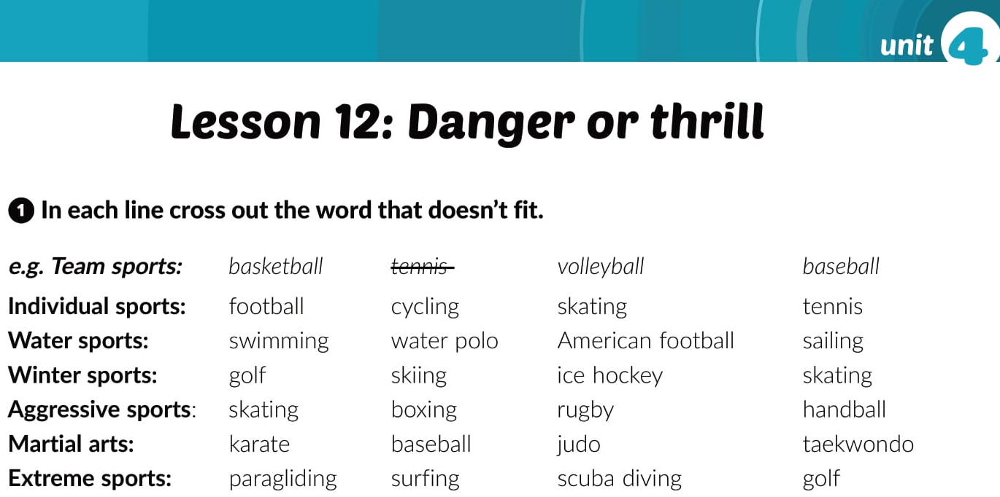 unit 4
Lesson 12: Danger or thrill
1 In each line cross out the word that doesn’t fit.
e.g. Team sports: basketball tennis volleyball baseball
Individual sports: football cycling skating tennis
Water sports: swimming water polo American football sailing
Winter sports: golf skiing ice hockey skating
Aggressive sports: skating boxing rugby handball
Martial arts: karate baseball judo taekwondo
Extreme sports: paragliding surfing scuba diving golf